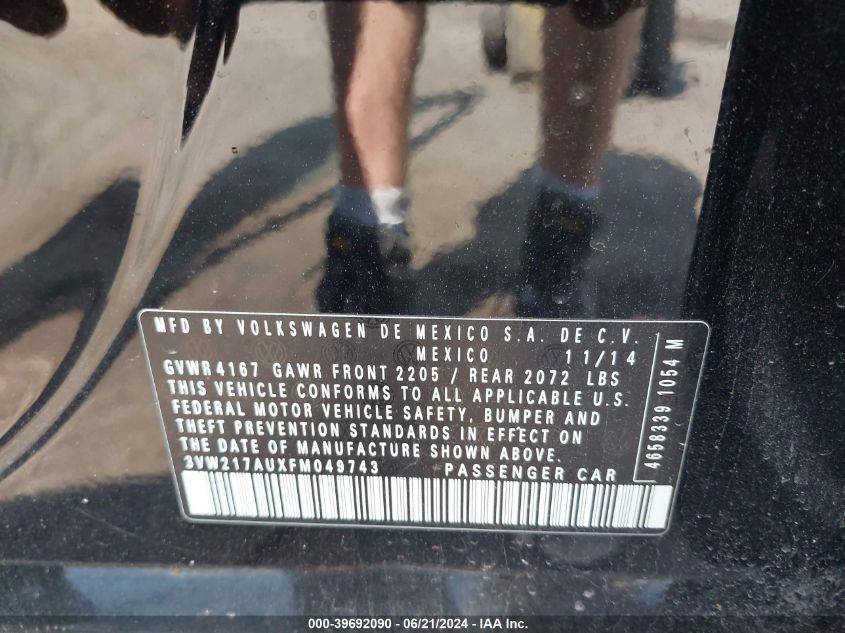 MFD BY VOLKSWAGEN DE MEXICO S.A. DE C.V.
MEXICO 11/14
GVWR 4167 GAWR FRONT 2205 / REAR 2072 LBS
THIS VEHICLE CONFORMS TO ALL APPLICABLE U.S.
FEDERAL MOTOR VEHICLE SAFETY, BUMPER AND
THEFT PREVENTION STANDARDS IN EFFECT ON
THE DATE OF MANUFACTURE SHOWN ABOVE.
3VW217AUXFM049743 PASSENGER CAR
4658339 1054 M
000-39692090 - 06/21/2024 - IAA Inc.